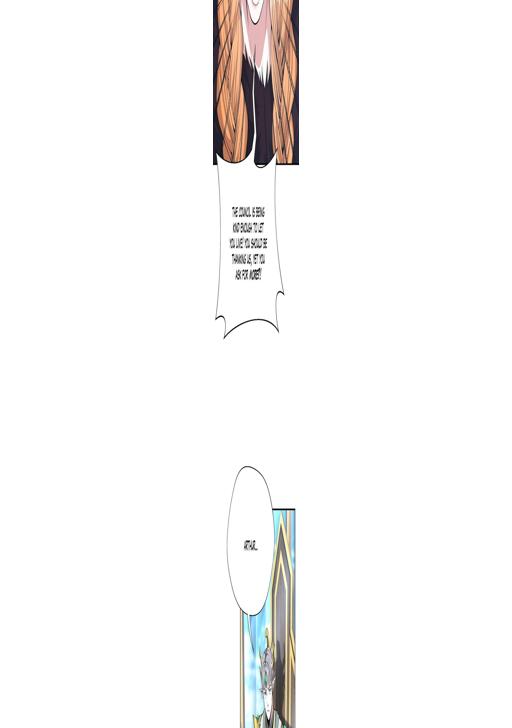 THE COUNCIL IS BEING
KIND ENOUGH TO LET
YOU LIVE! YOU SHOULD BE
THANKING US, YET YOU
ASK FOR MORE?!
ARTHUR...